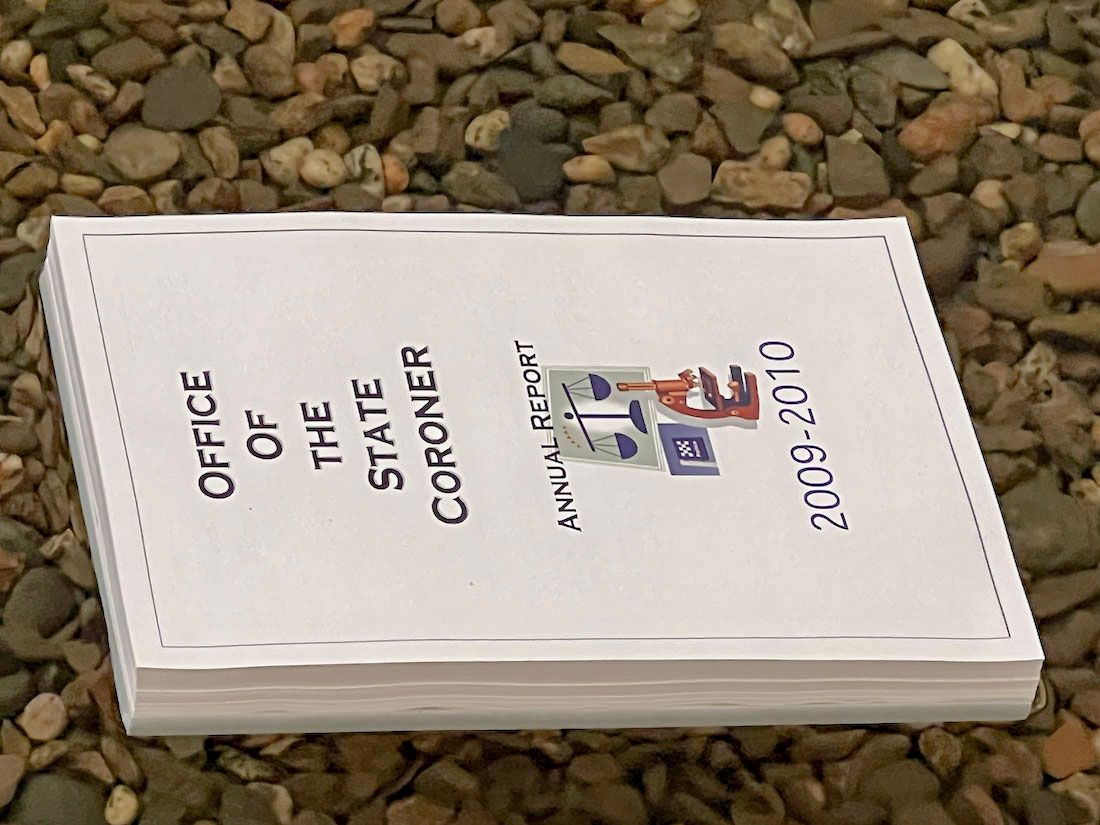 OFFICE
OF
THE
STATE
CORONER
ANNUAL REPORT
2009-2010